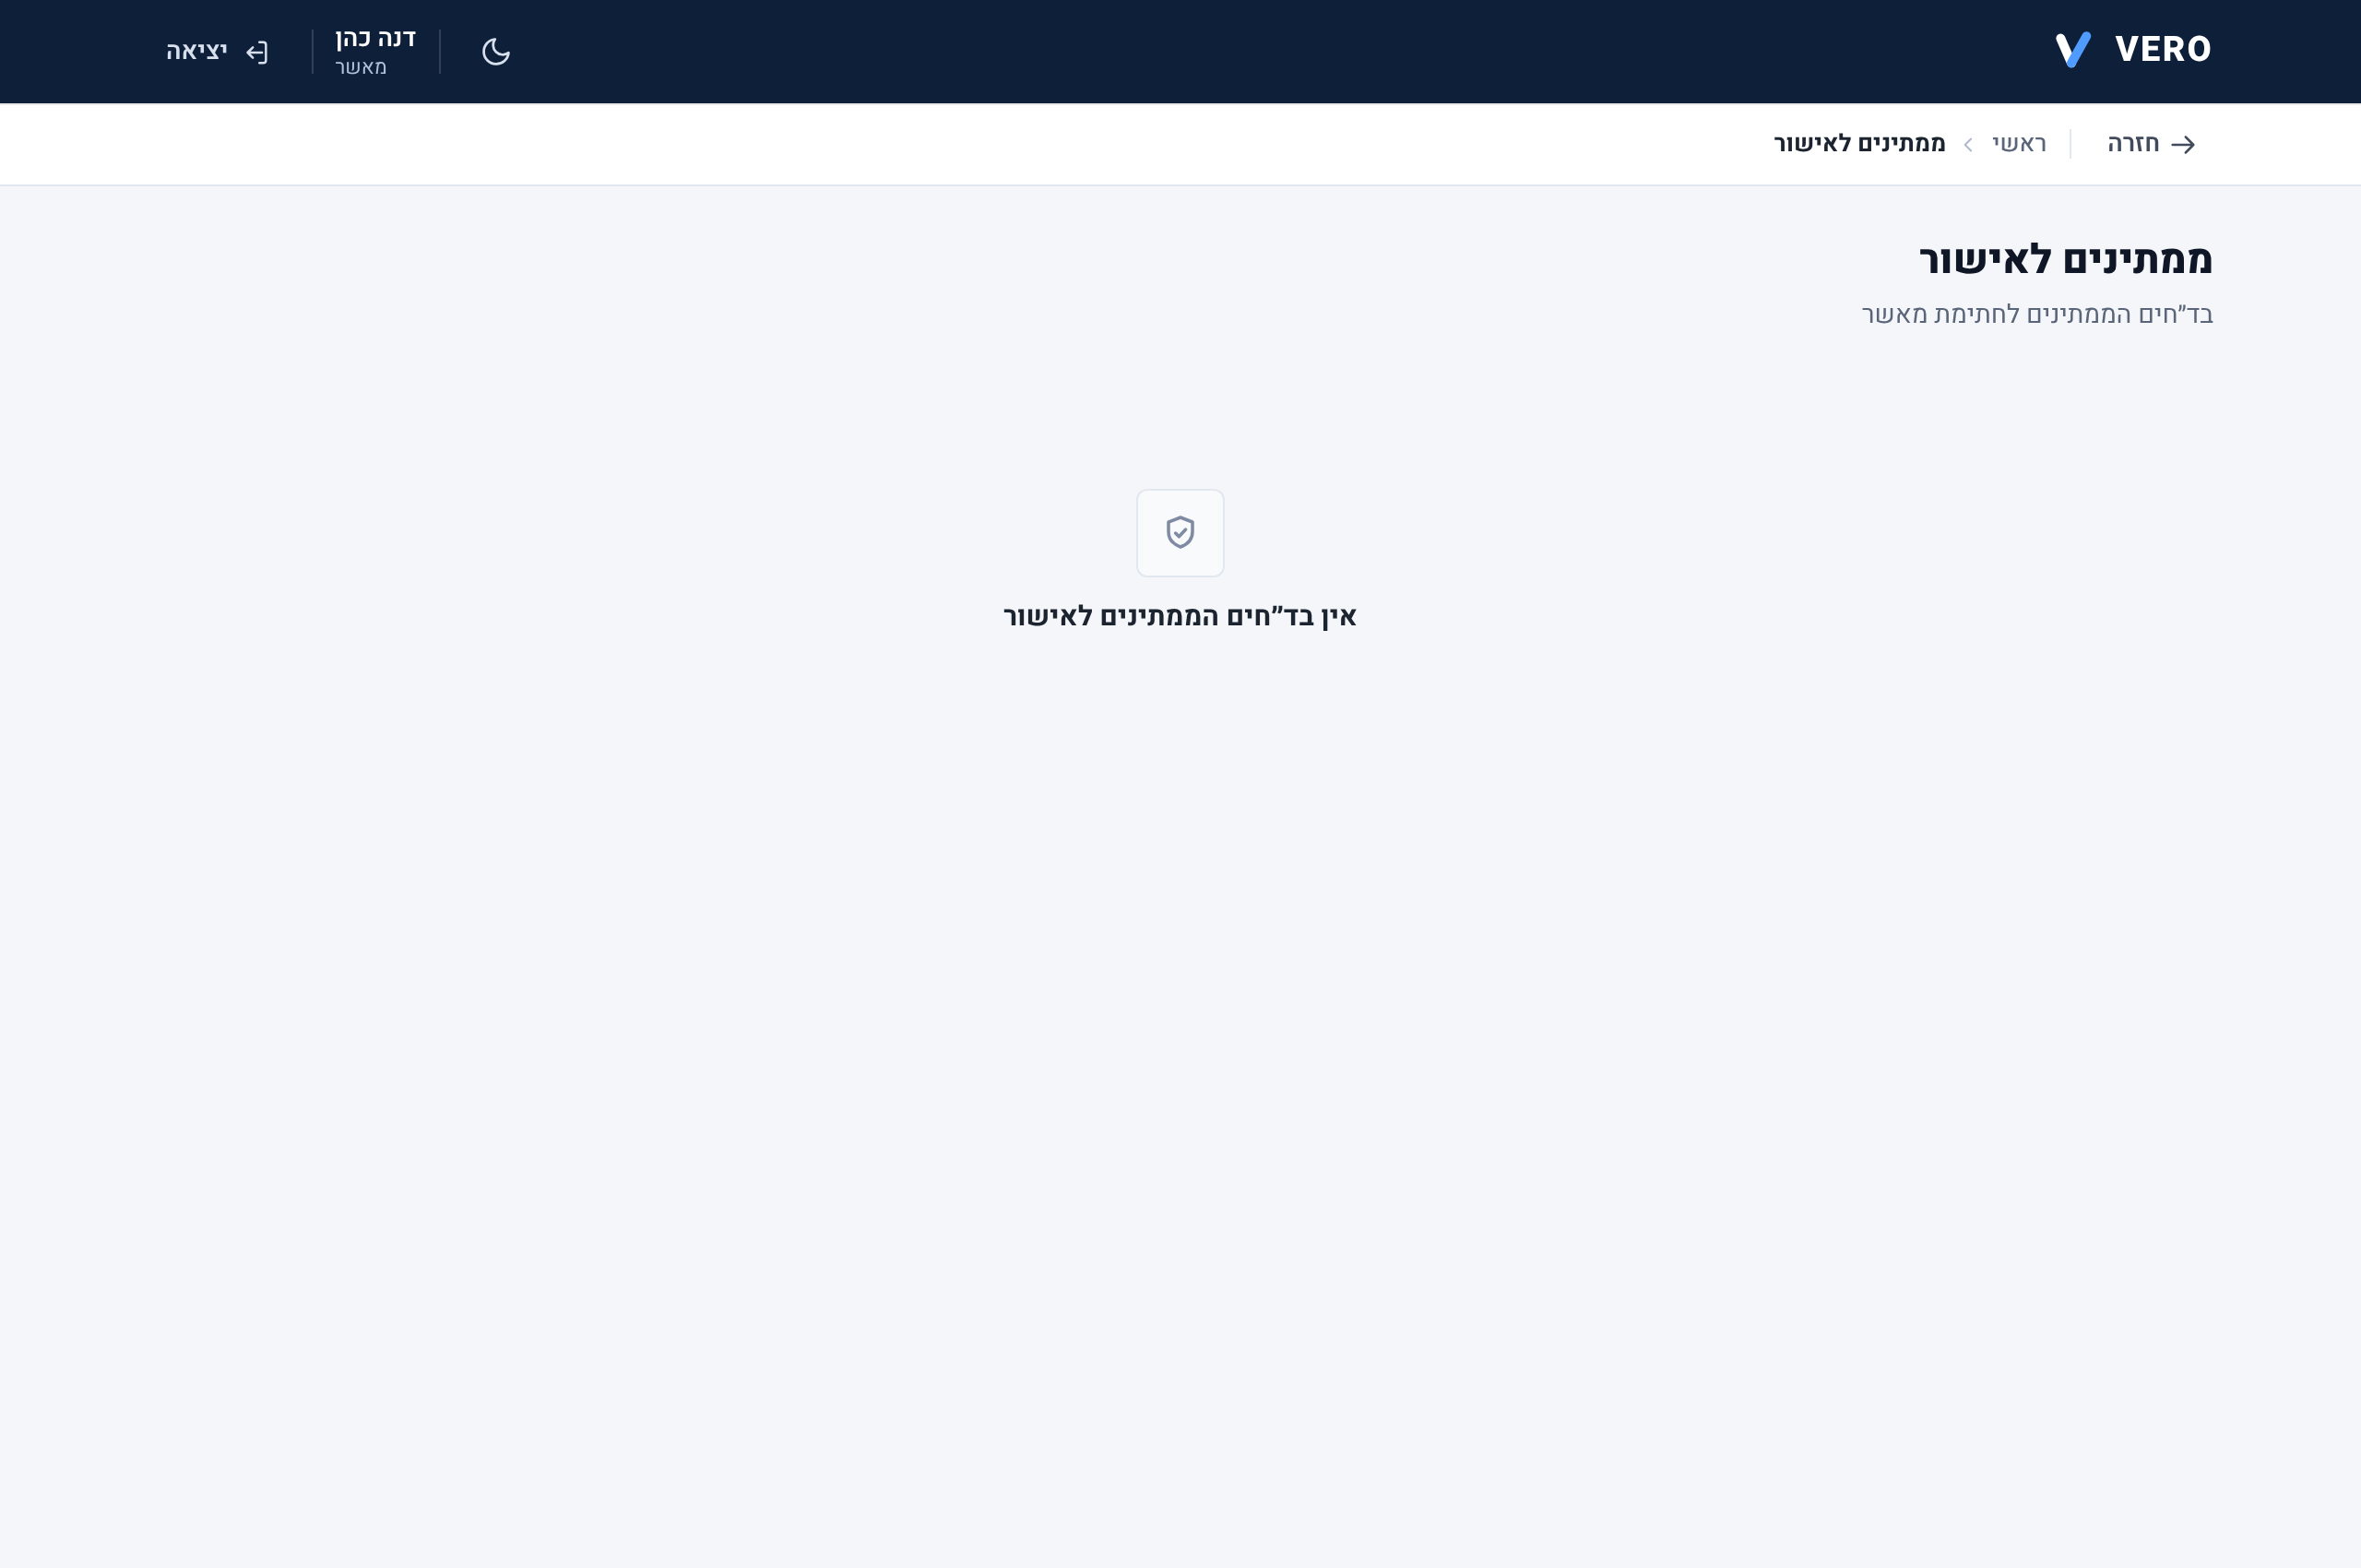 VERO
דנה כהן
מאשר
יציאה
חזרה
ראשי
ממתינים לאישור
ממתינים לאישור
בד״חים הממתינים לחתימת מאשר
אין בד״חים הממתינים לאישור